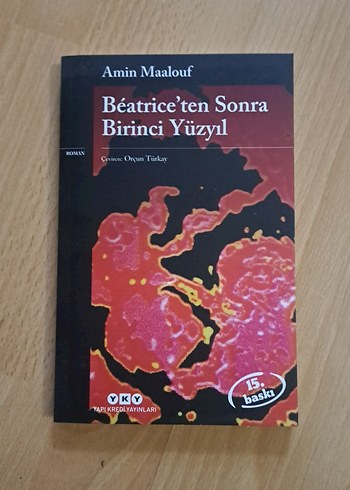 Amin Maalouf
Béatrice'ten Sonra
Birinci Yüzyıl
ROMAN
Çeviren: Orçun Türkay
15.
baskı
YKY
YAPI KREDİ YAYINLARI